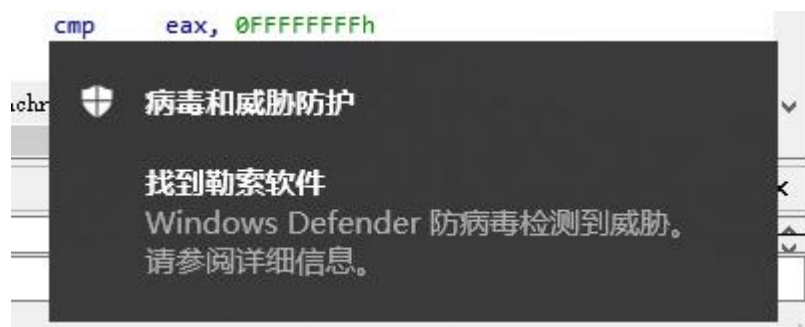 cmp eax, 0FFFFFFFFh
病毒和威胁防护
找到勒索软件
Windows Defender 防病毒检测到威胁。
请参阅详细信息。